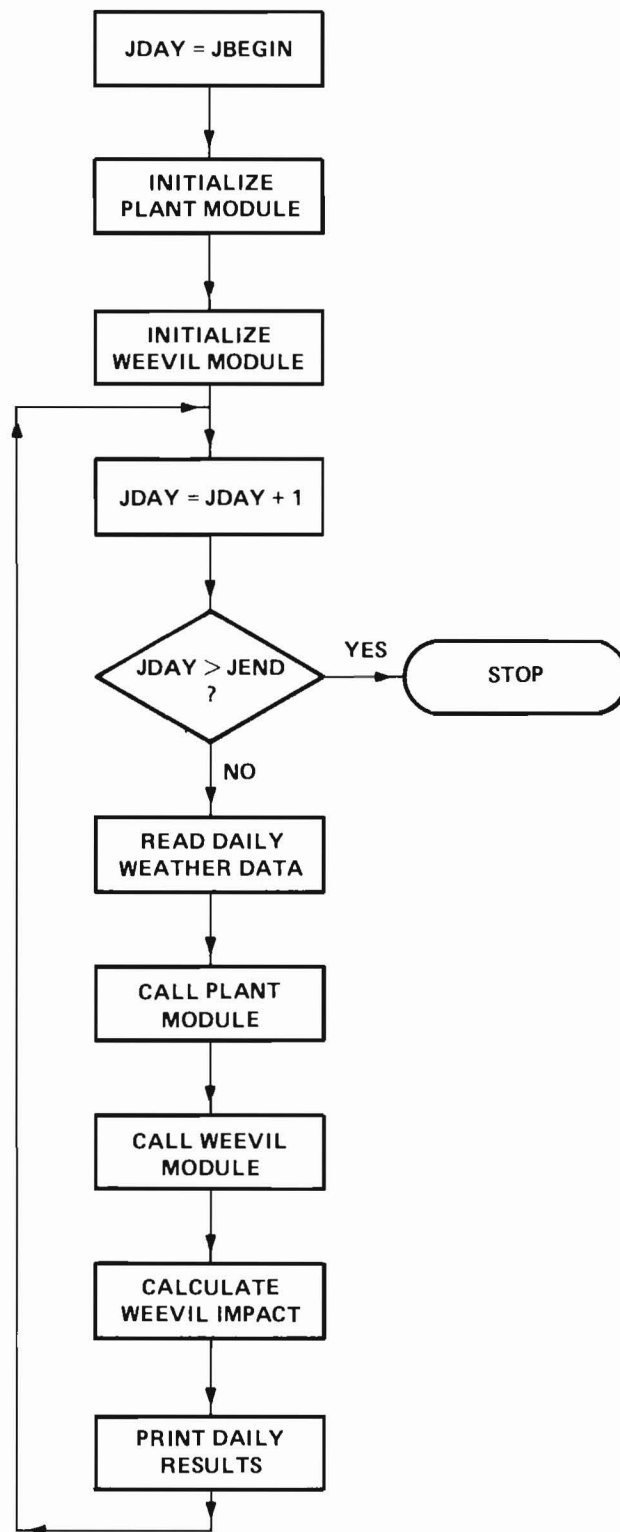 JDAY = JBEGIN
INITIALIZE
PLANT MODULE
INITIALIZE
WEEVIL MODULE
JDAY = JDAY + 1
JDAY > JEND
?
YES
STOP
NO
READ DAILY
WEATHER DATA
CALL PLANT
MODULE
CALL WEEVIL
MODULE
CALCULATE
WEEVIL IMPACT
PRINT DAILY
RESULTS